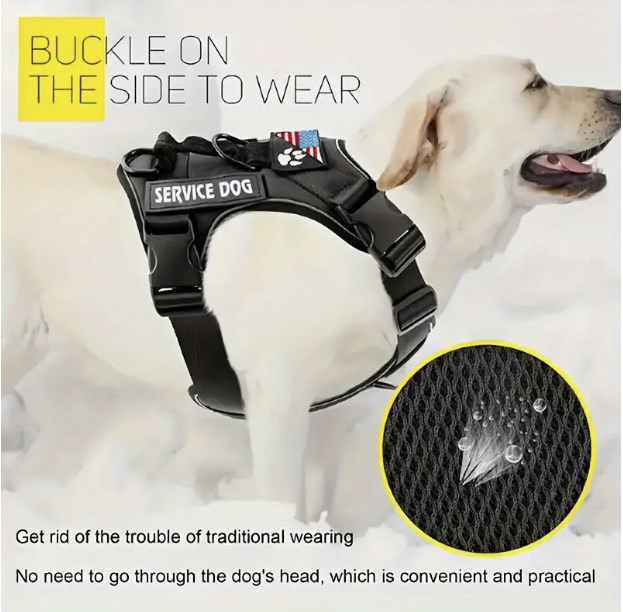 BUCKLE ON
THE SIDE TO WEAR
SERVICE DOG
Get rid of the trouble of traditional wearing
No need to go through the dog's head, which is convenient and practical